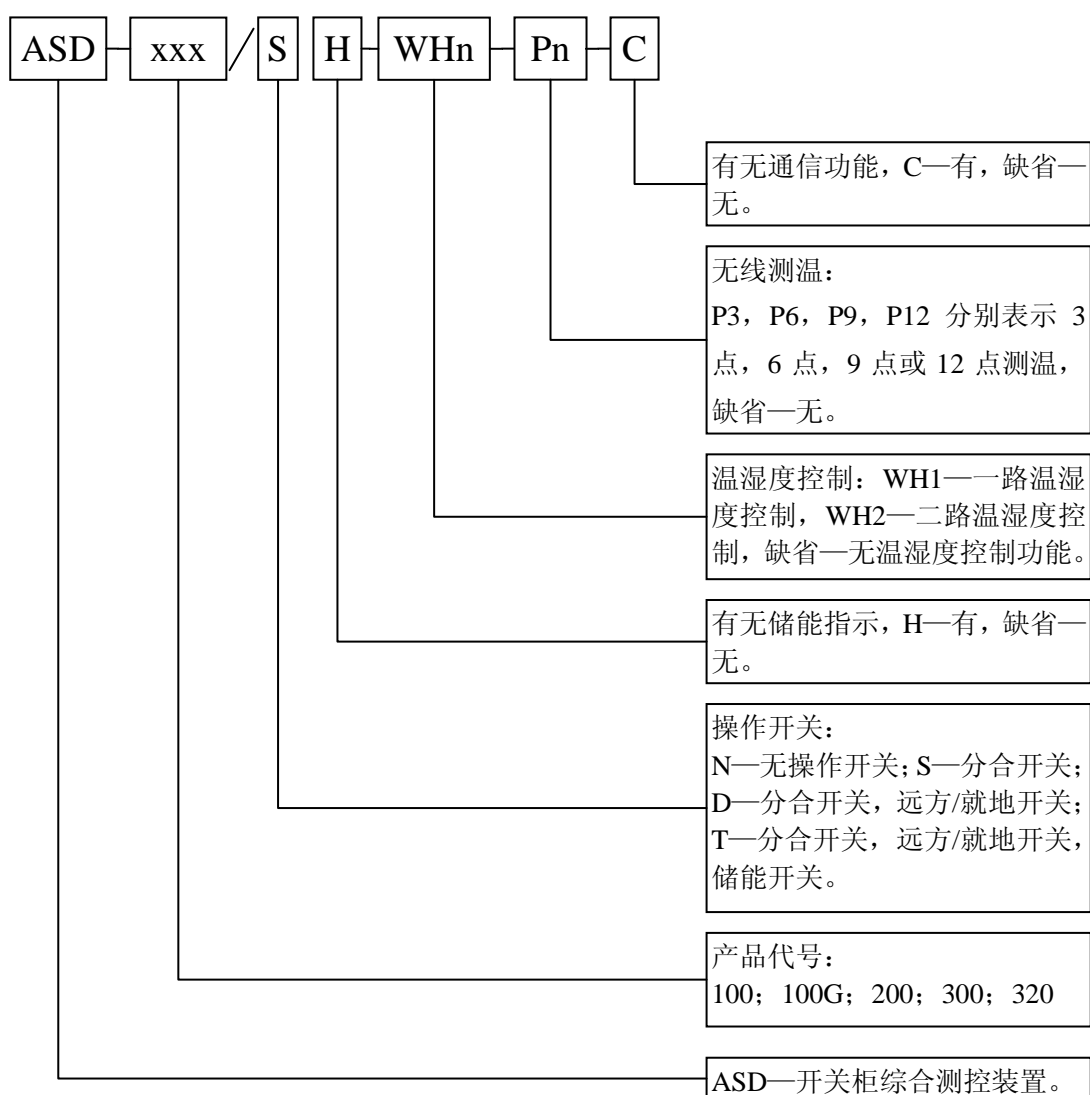 ASD xxx / S H WHn Pn C
有无通信功能，C—有，缺省—
无。
无线测温：
P3，P6，P9，P12 分别表示 3
点，6 点，9 点或 12 点测温，
缺省—无。
温湿度控制：WH1—一路温湿
度控制，WH2—二路温湿度控
制，缺省—无温湿度控制功能。
有无储能指示，H—有，缺省—
无。
操作开关：
N—无操作开关；S—分合开关；
D—分合开关，远方/就地开关；
T—分合开关，远方/就地开关，
储能开关。
产品代号：
100；100G；200；300；320
ASD—开关柜综合测控装置。